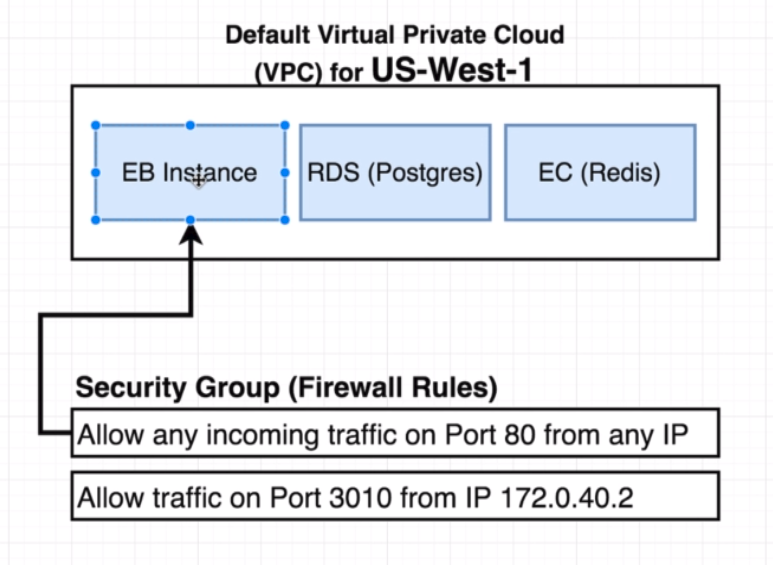 Default Virtual Private Cloud
(VPC) for US-West-1
EB Instance
RDS (Postgres)
EC (Redis)
Security Group (Firewall Rules)
Allow any incoming traffic on Port 80 from any IP
Allow traffic on Port 3010 from IP 172.0.40.2